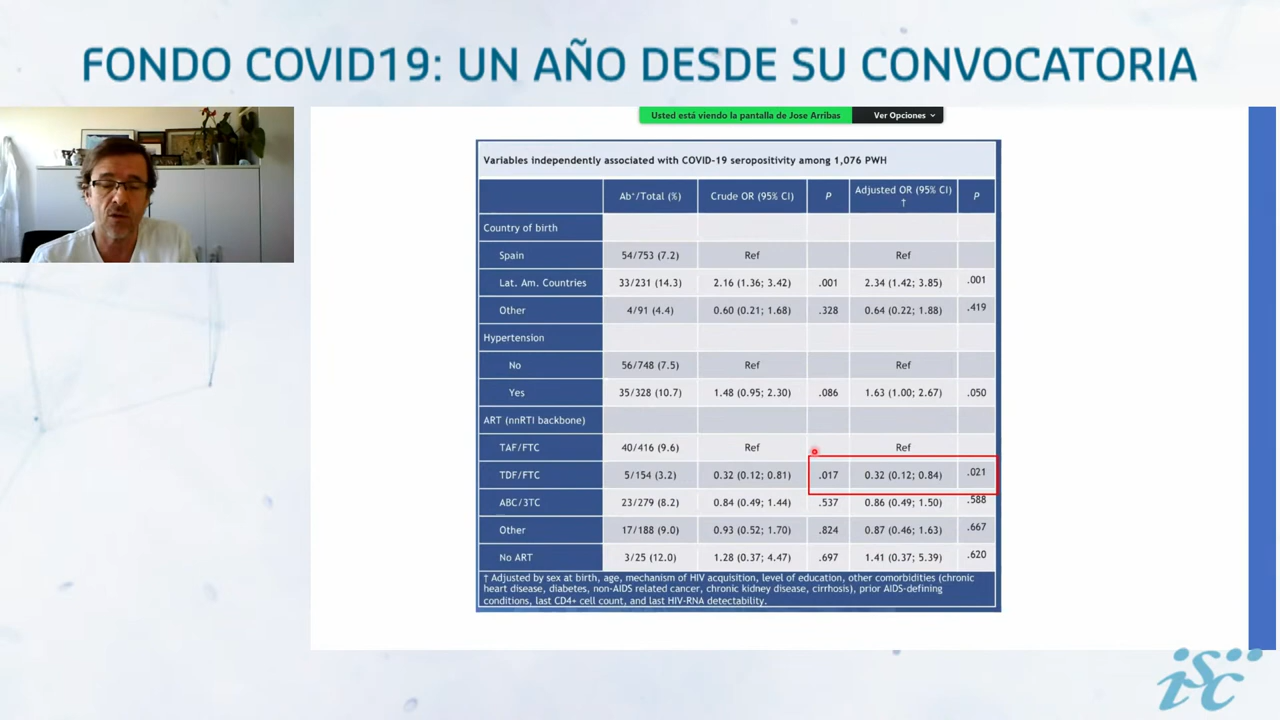 FONDO COVID19: UN AÑO DESDE SU CONVOCATORIA
Usted está viendo la pantalla de Jose Arribas
Ver Opciones
Variables independently associated with COVID-19 seropositivity among 1,076 PWH
Ab⁺/Total (%) Crude OR (95% CI) P Adjusted OR (95% CI) † P
Country of birth
Spain 54/753 (7.2) Ref Ref
Lat. Am. Countries 33/231 (14.3) 2.16 (1.36; 3.42) .001 2.34 (1.42; 3.85) .001
Other 4/91 (4.4) 0.60 (0.21; 1.68) .328 0.64 (0.22; 1.88) .419
Hypertension
No 56/748 (7.5) Ref Ref
Yes 35/328 (10.7) 1.48 (0.95; 2.30) .086 1.63 (1.00; 2.67) .050
ART (nnRTI backbone)
TAF/FTC 40/416 (9.6) Ref Ref
TDF/FTC 5/154 (3.2) 0.32 (0.12; 0.81) .017 0.32 (0.12; 0.84) .021
ABC/3TC 23/279 (8.2) 0.84 (0.49; 1.44) .537 0.86 (0.49; 1.50) .588
Other 17/188 (9.0) 0.93 (0.52; 1.70) .824 0.87 (0.46; 1.63) .667
No ART 3/25 (12.0) 1.28 (0.37; 4.47) .697 1.41 (0.37; 5.39) .620
† Adjusted by sex at birth, age, mechanism of HIV acquisition, level of education, other comorbidities (chronic
heart disease, diabetes, non-AIDS related cancer, chronic kidney disease, cirrhosis), prior AIDS-defining
conditions, last CD4+ cell count, and last HIV-RNA detectability.
isc